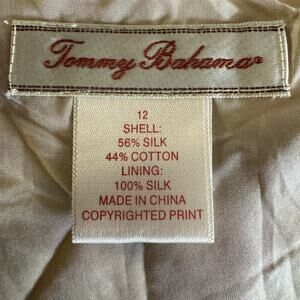 Tommy Bahama®
12
SHELL:
56% SILK
44% COTTON
LINING:
100% SILK
MADE IN CHINA
COPYRIGHTED PRINT